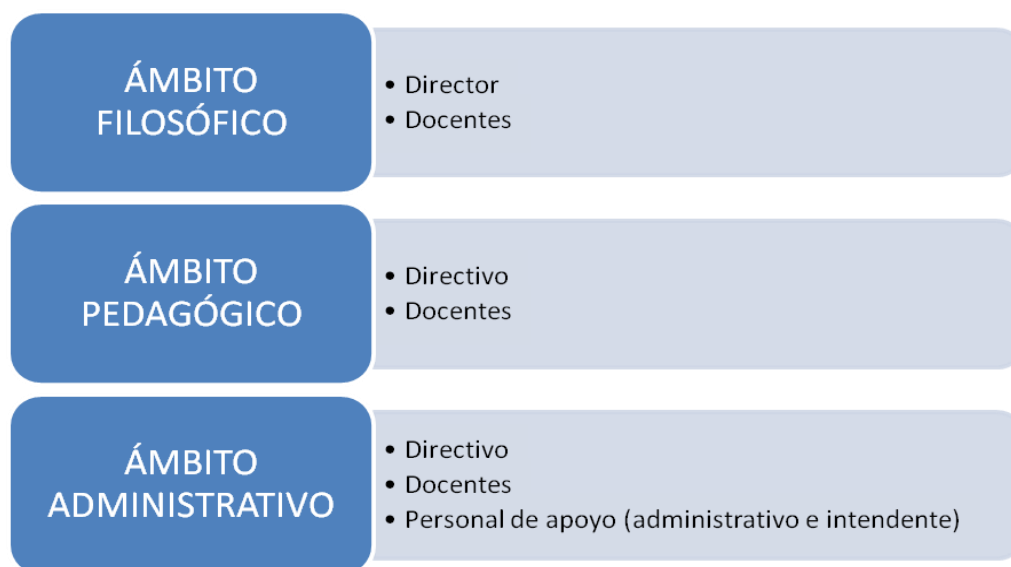 ÁMBITO
FILOSÓFICO
• Director
• Docentes
ÁMBITO
PEDAGÓGICO
• Directivo
• Docentes
ÁMBITO
ADMINISTRATIVO
• Directivo
• Docentes
• Personal de apoyo (administrativo e intendente)